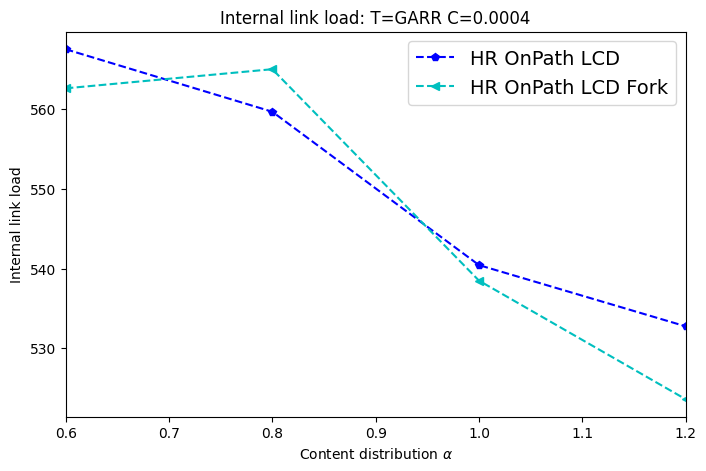 Internal link load: T=GARR C=0.0004
HR OnPath LCD
HR OnPath LCD Fork
Internal link load
560
550
540
530
0.6 0.7 0.8 0.9 1.0 1.1 1.2
Content distribution α